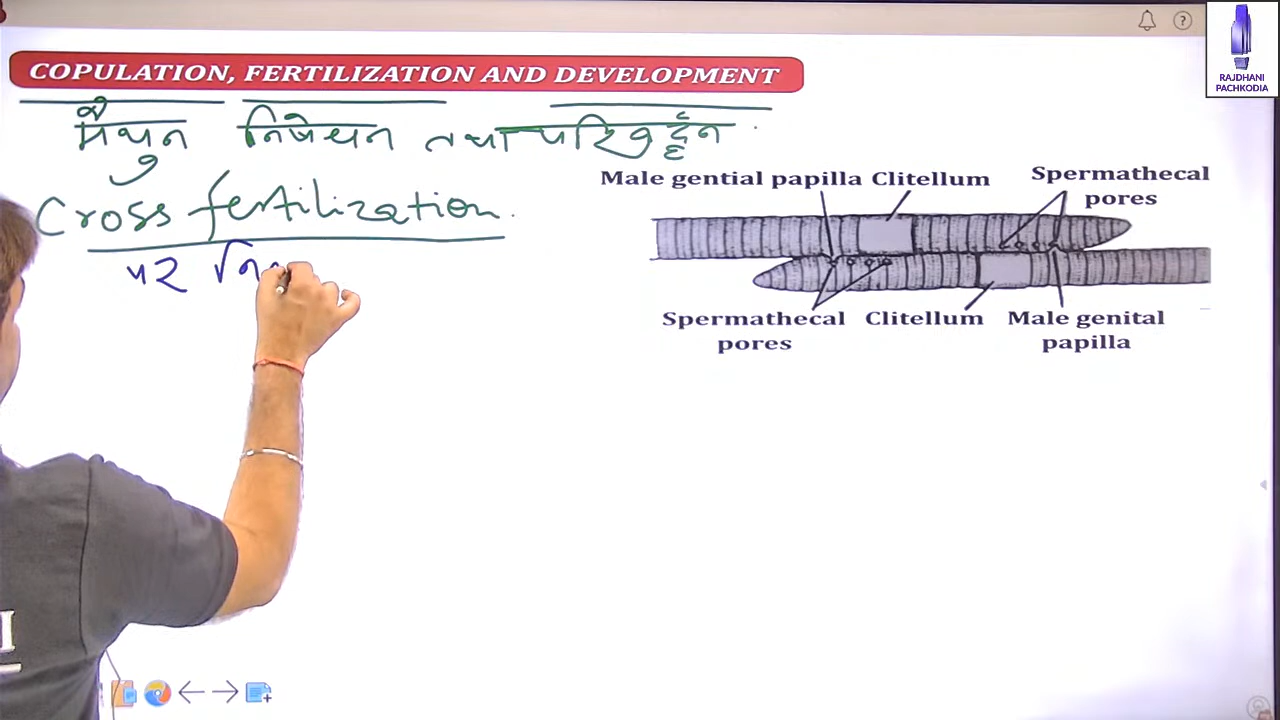 RAJDHANI
PACHKODIA
COPULATION, FERTILIZATION AND DEVELOPMENT
मैथुन निषेचन तथा परिवर्द्धन
Cross fertilization.
पर
Male gential papilla Clitellum Spermathecal
pores
Spermathecal
pores
Clitellum
Male genital
papilla
I